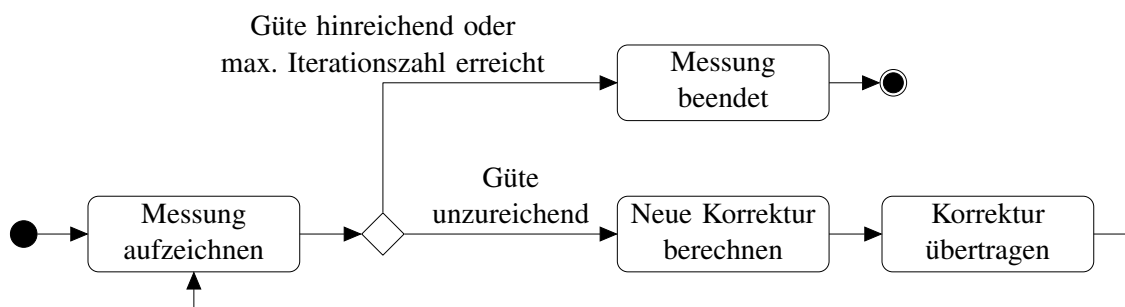 Güte hinreichend oder
max. Iterationszahl erreicht
Messung
beendet
Güte
unzureichend
Messung
aufzeichnen
Neue Korrektur
berechnen
Korrektur
übertragen